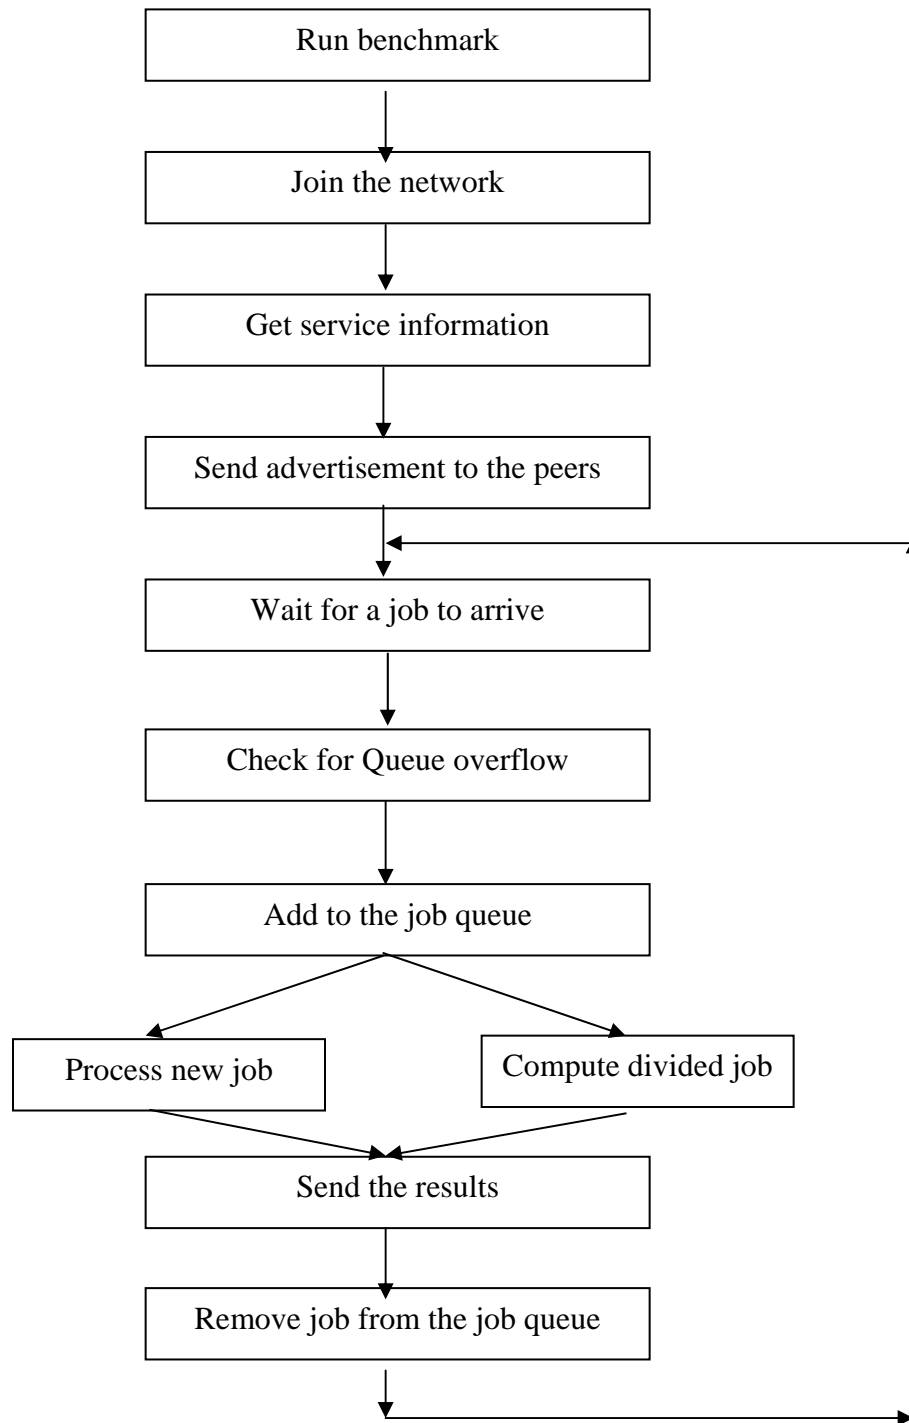 Run benchmark
Join the network
Get service information
Send advertisement to the peers
Wait for a job to arrive
Check for Queue overflow
Add to the job queue
Process new job
Compute divided job
Send the results
Remove job from the job queue